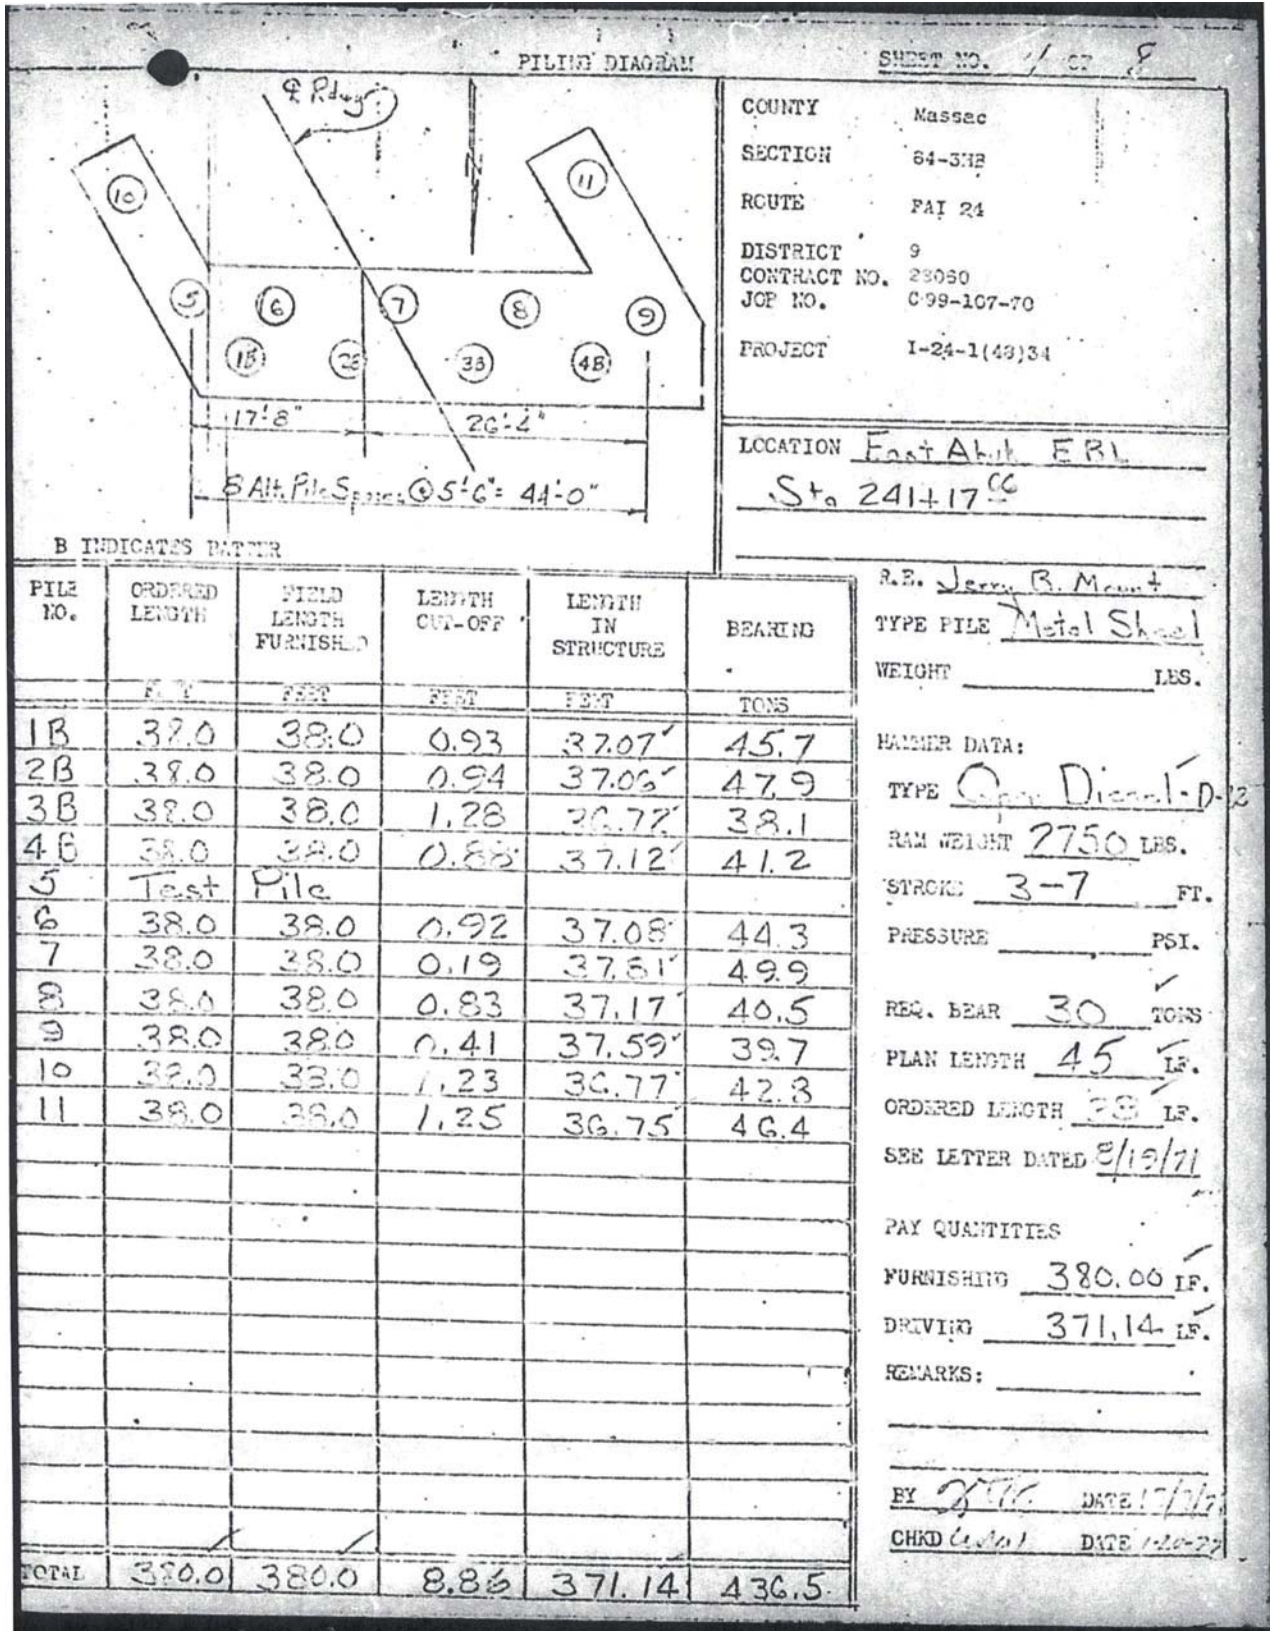 PILING DIAGRAM
SHEET NO. 4 OF 8
℄ Rdwy
N
10
11
5
6
7
8
9
1B
2B
3B
4B
17'-8"
26'-4"
8 Alt. Pile Spaces @ 5'-6" = 44'-0"
B INDICATES BATTER
COUNTY Massac
SECTION 64-3HB
ROUTE FAI 24
DISTRICT 9
CONTRACT NO. 23060
JOB NO. C-99-107-70
PROJECT I-24-1(48)34
LOCATION East Abut. EBL
Sta 241+17
R.E. Jerry R. Mount
TYPE PILE Metal Shell
WEIGHT LBS.
HAMMER DATA:
TYPE Open Diesel - D-12
RAM WEIGHT 2750 LBS.
STROKE 3-7 FT.
PRESSURE PSI.
REQ. BEAR 30 TONS
PLAN LENGTH 45 LF.
ORDERED LENGTH 38 LF.
SEE LETTER DATED 8/19/71
PAY QUANTITIES
FURNISHING 380.00 LF.
DRIVING 371.14 LF.
REMARKS:
BY DATE
CHKD DATE 1-20-72
PILE NO. ORDERED LENGTH FIELD LENGTH FURNISHED LENGTH CUT-OFF LENGTH IN STRUCTURE BEARING
FEET FEET FEET FEET TONS
1B 38.0 38.0 0.93 37.07 45.7
2B 38.0 38.0 0.94 37.06 47.9
3B 38.0 38.0 1.28 36.72 38.1
4B 38.0 38.0 0.88 37.12 41.2
5 Test Pile
6 38.0 38.0 0.92 37.08 44.3
7 38.0 38.0 0.19 37.81 49.9
8 38.0 38.0 0.83 37.17 40.5
9 38.0 38.0 0.41 37.59 39.7
10 38.0 38.0 1.23 36.77 42.8
11 38.0 38.0 1.25 36.75 46.4
TOTAL 380.0 380.0 8.86 371.14 436.5